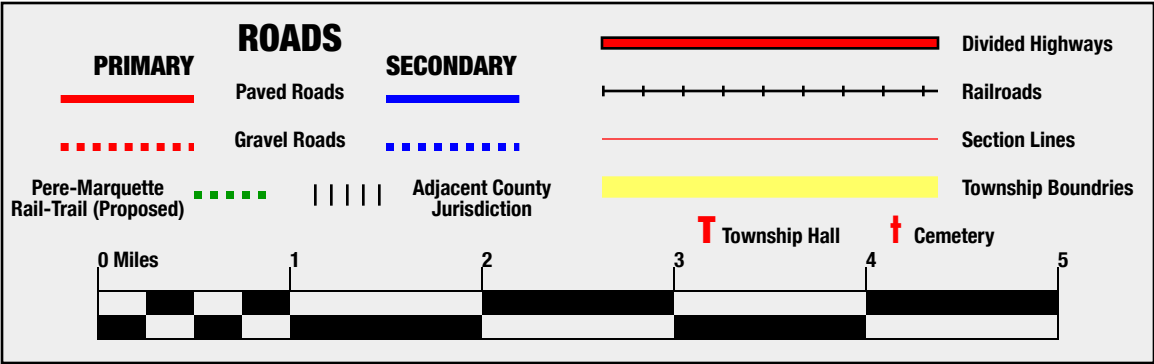 ROADS
PRIMARY
SECONDARY
Paved Roads
Gravel Roads
Pere-Marquette
Rail-Trail (Proposed)
Adjacent County
Jurisdiction
Divided Highways
Railroads
Section Lines
Township Boundries
Township Hall
Cemetery
0 Miles 1 2 3 4 5